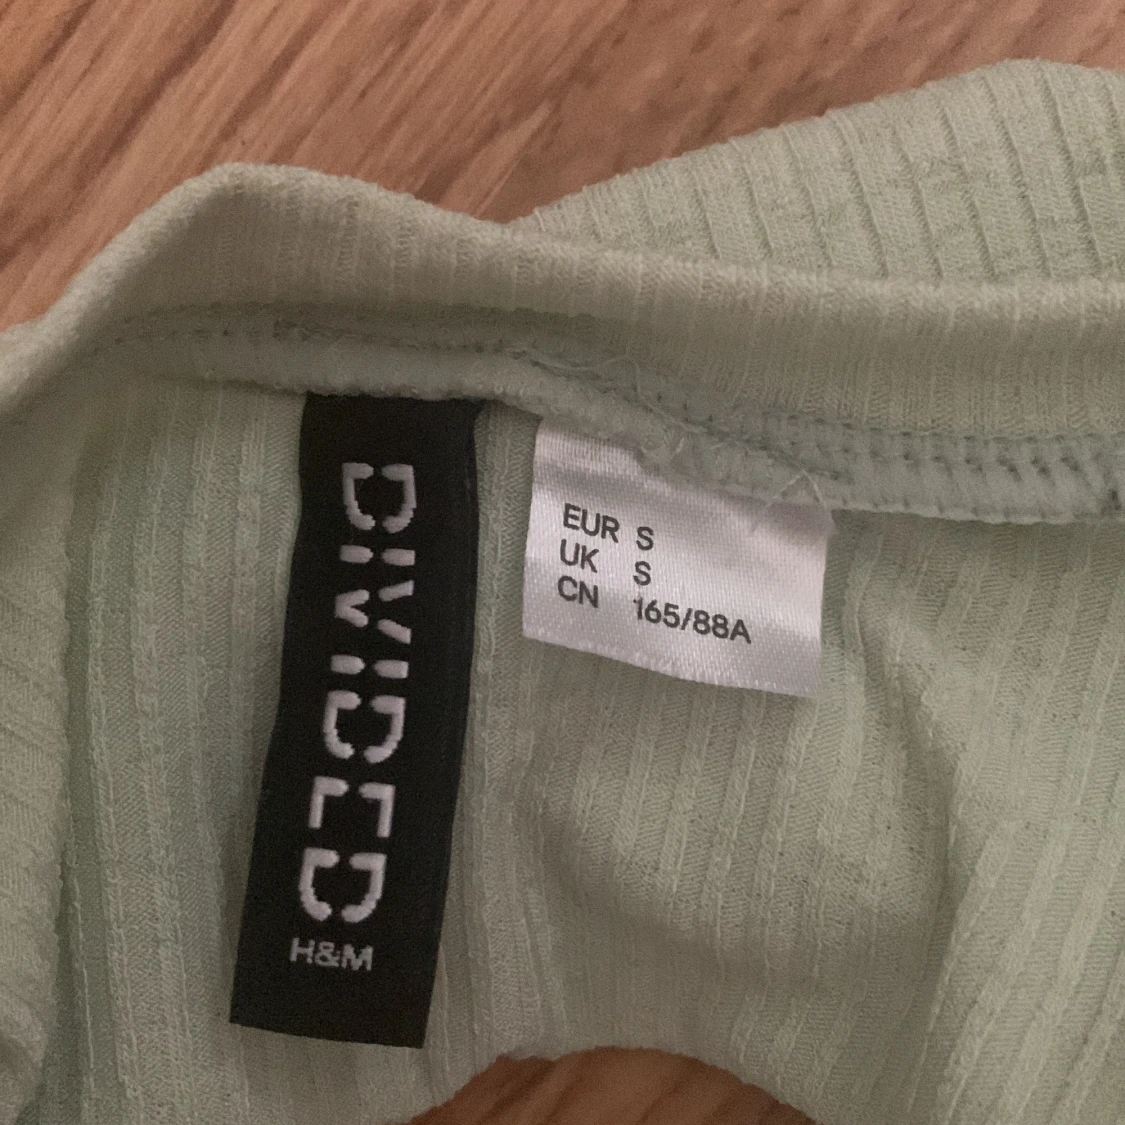 DIVIDED
H&M
EUR S
UK S
CN 165/88A